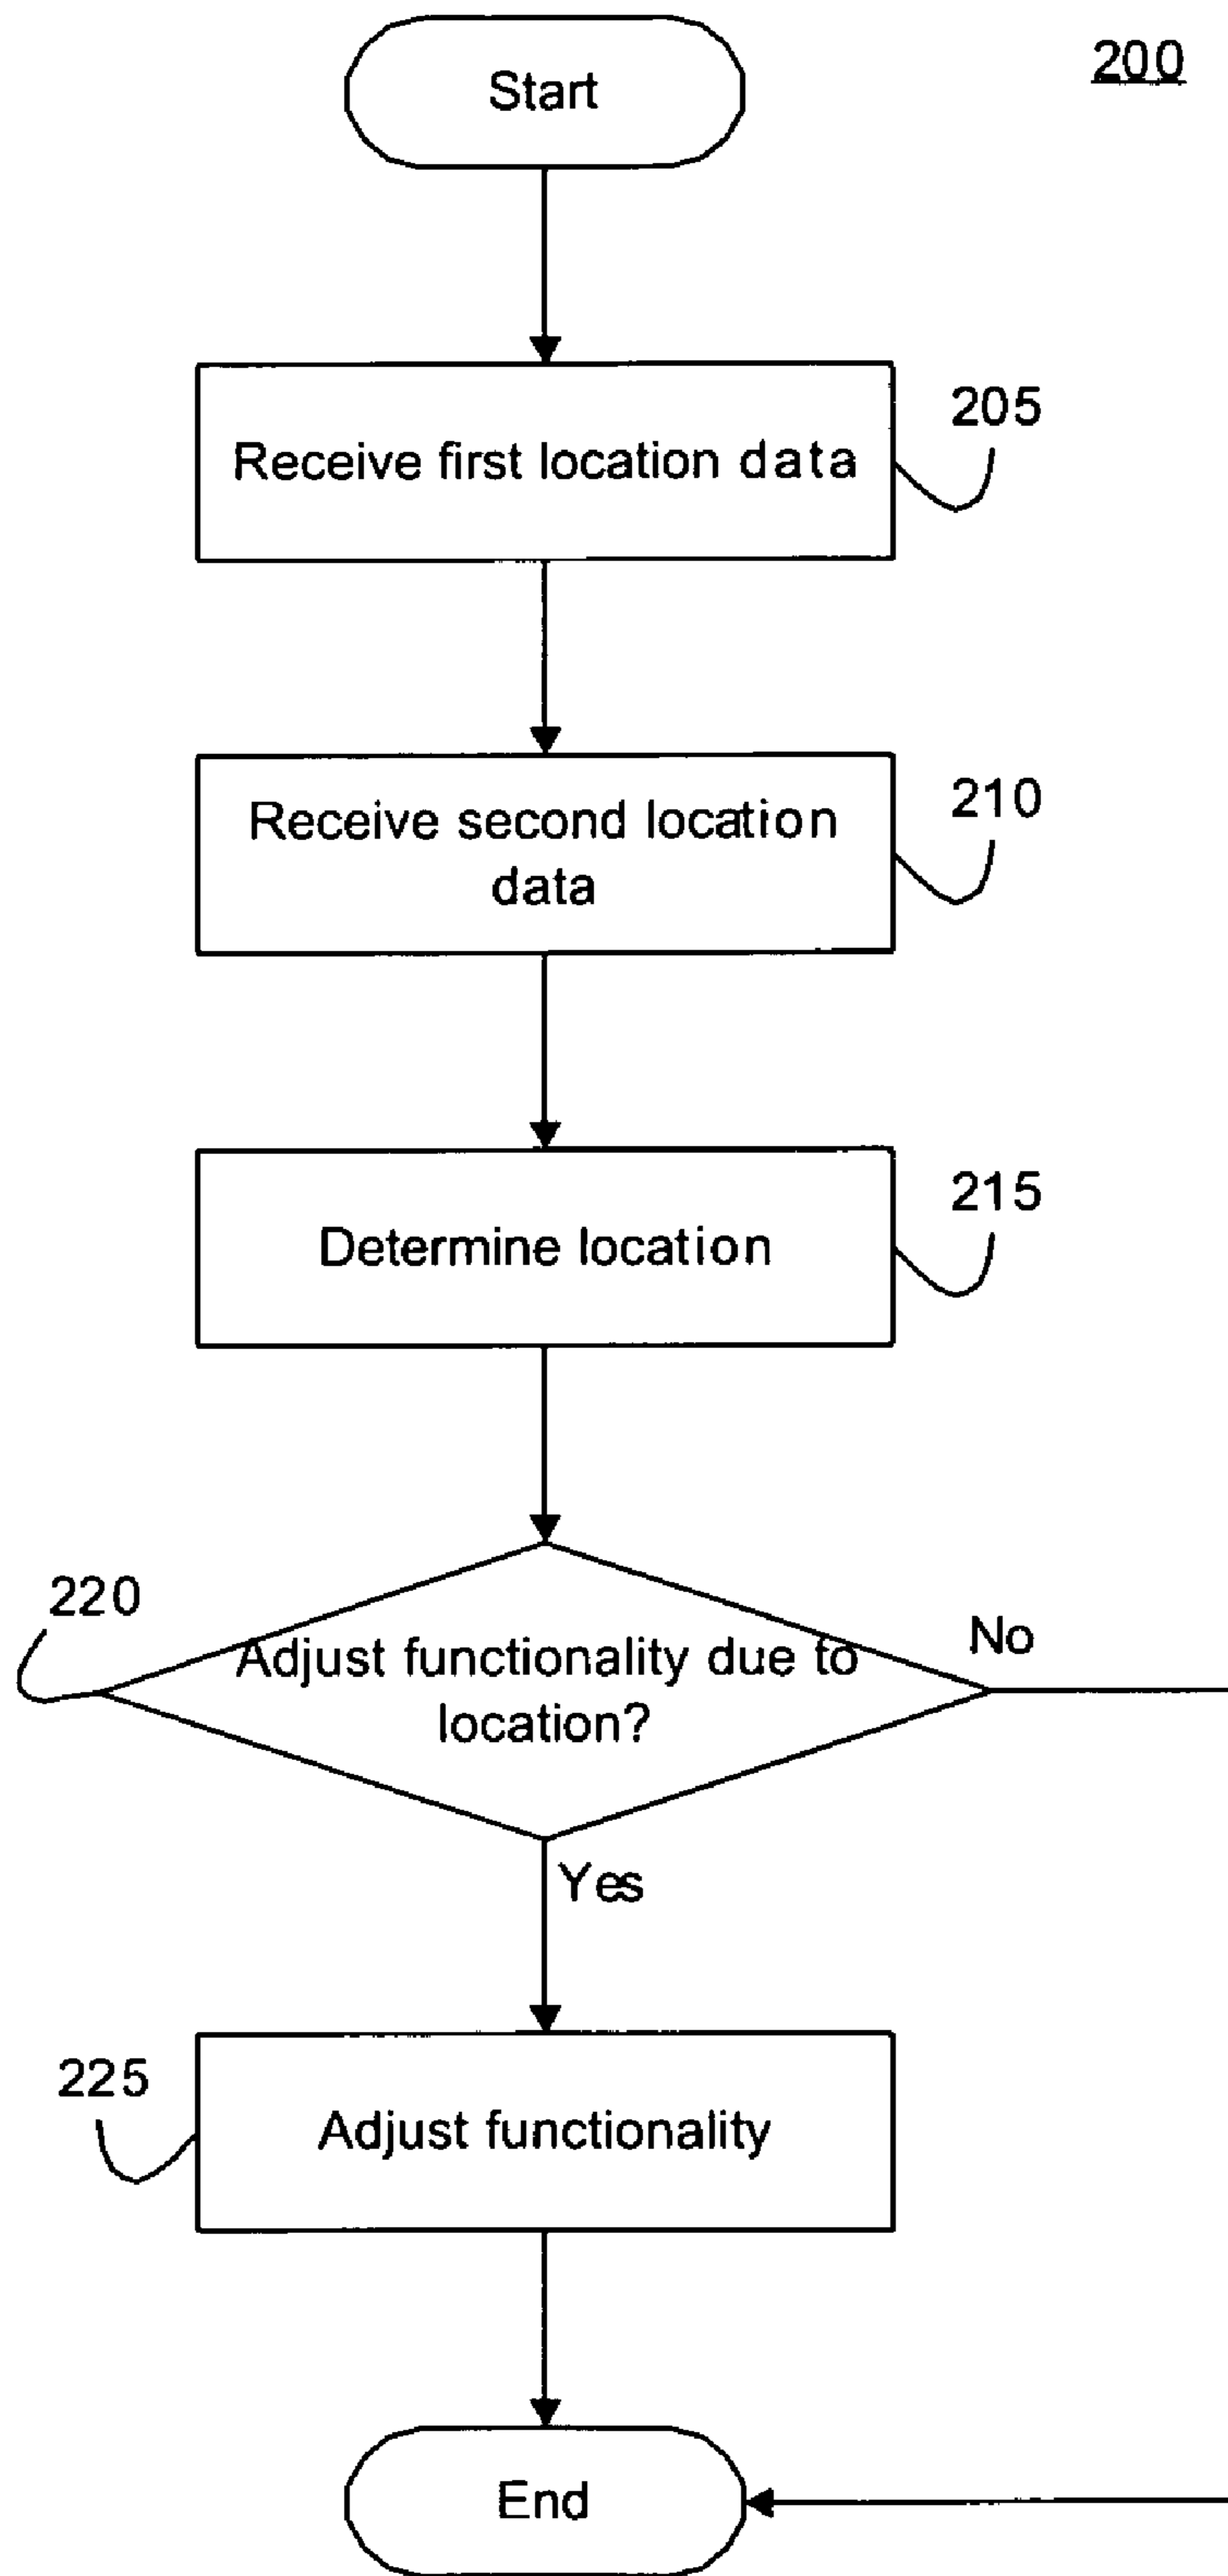 200
Start
205
Receive first location data
210
Receive second location
data
215
Determine location
220
Adjust functionality due to
location?
No
Yes
225
Adjust functionality
End